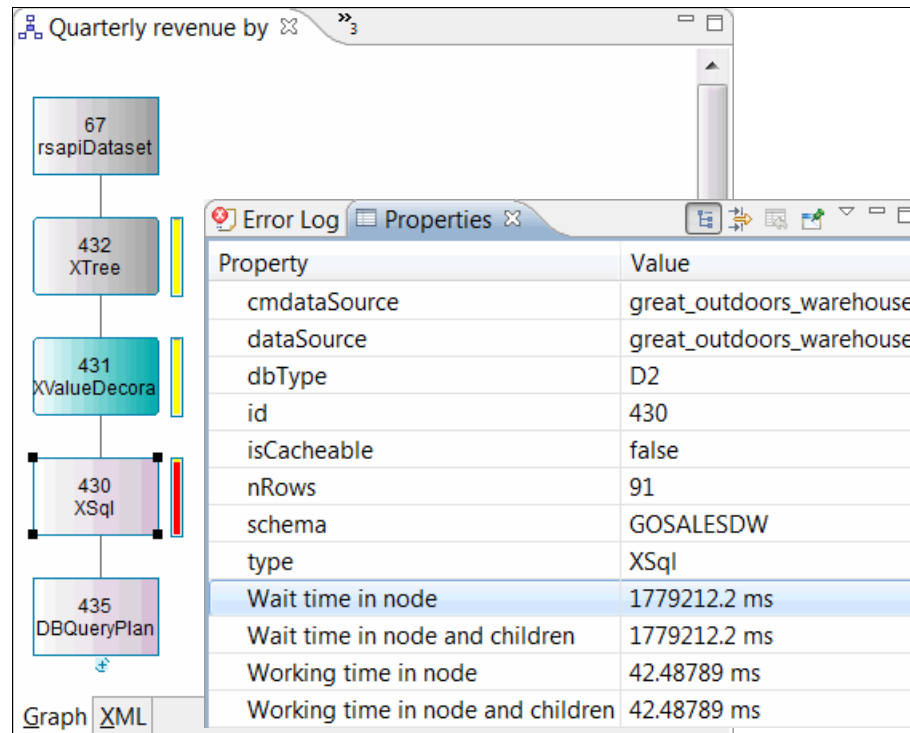 Quarterly revenue by
»3
67
rsapiDataset
432
XTree
431
XValueDecora
430
XSql
435
DBQueryPlan
Graph XML
Error Log Properties
Property Value
cmdataSource great_outdoors_warehouse
dataSource great_outdoors_warehouse
dbType D2
id 430
isCacheable false
nRows 91
schema GOSALESDW
type XSql
Wait time in node 1779212.2 ms
Wait time in node and children 1779212.2 ms
Working time in node 42.48789 ms
Working time in node and children 42.48789 ms